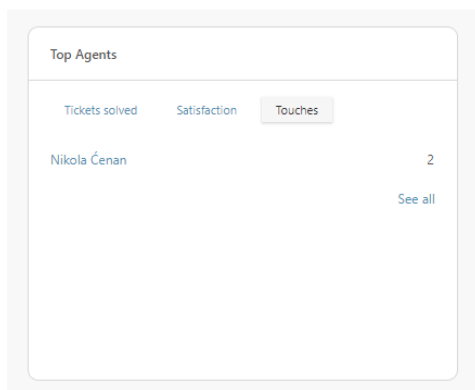 Top Agents
Tickets solved Satisfaction Touches
Nikola Ćenan 2
See all